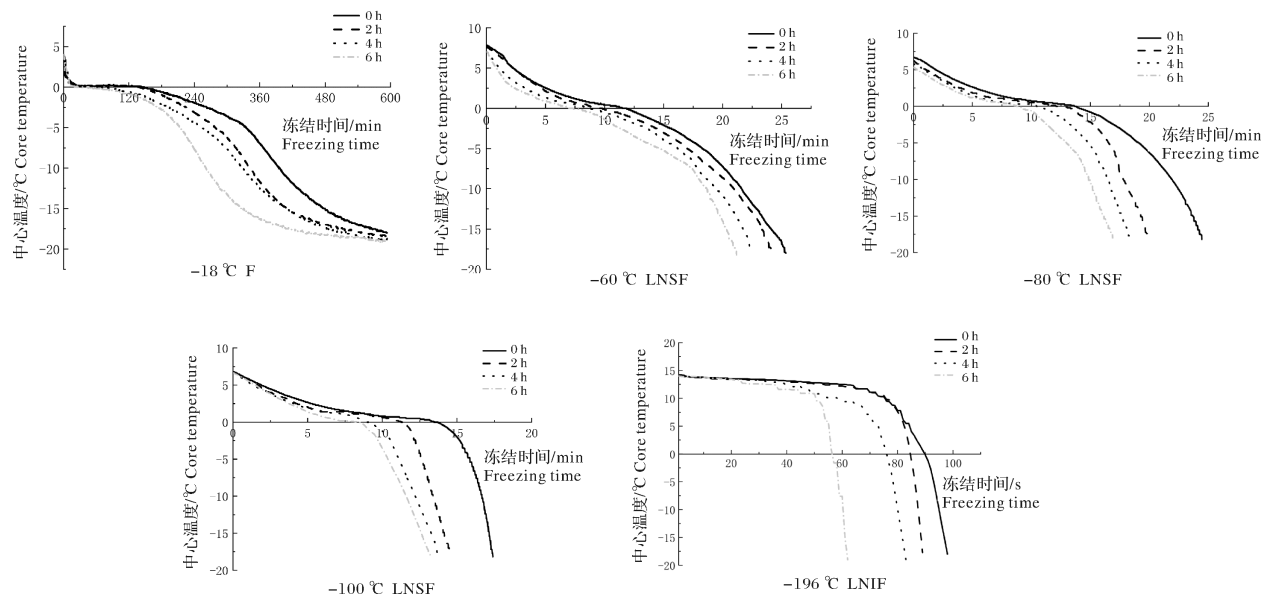 0 h
2 h
4 h
6 h
中心温度/℃ Core temperature
5
0
−5
−10
−15
−20
0 120 240 360 480 600
冻结时间/min
Freezing time
−18 ℃ F
0 h
2 h
4 h
6 h
中心温度/℃ Core temperature
10
5
0
−5
−10
−15
−20
0 5 10 15 20 25 30
冻结时间/min
Freezing time
−60 ℃ LNSF
0 h
2 h
4 h
6 h
中心温度/℃ Core temperature
10
5
0
−5
−10
−15
−20
0 5 10 15 20 25
冻结时间/min
Freezing time
−80 ℃ LNSF
0 h
2 h
4 h
6 h
中心温度/℃ Core temperature
10
5
0
−5
−10
−15
−20
0 5 10 15 20
冻结时间/min
Freezing time
−100 ℃ LNSF
0 h
2 h
4 h
6 h
中心温度/℃ Core temperature
20
15
10
5
0
−5
−10
−15
−20
20 40 60 80 100
冻结时间/s
Freezing time
−196 ℃ LNIF